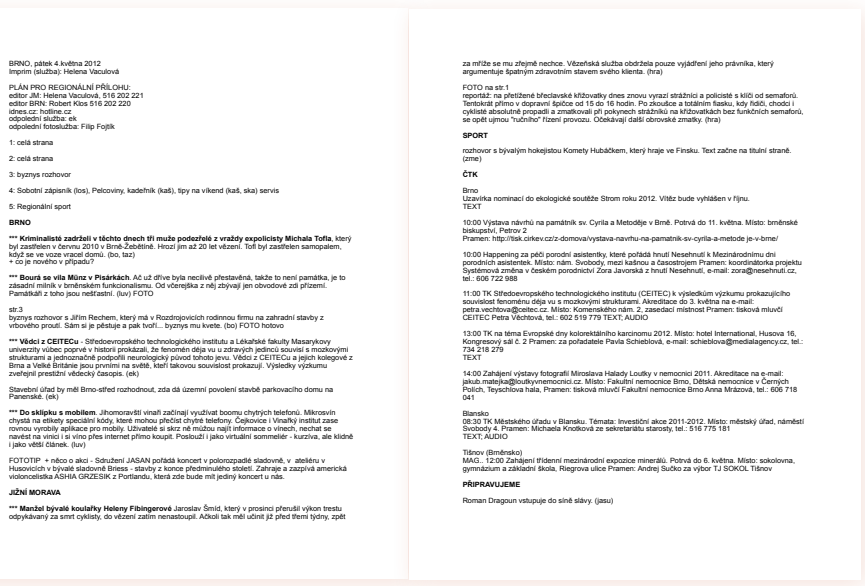 BRNO, pátek 4.května 2012
Imprim (služba): Helena Vaculová
PLÁN PRO REGIONÁLNÍ PŘÍLOHU:
editor JM: Helena Vaculová, 516 202 221
editor BRN: Robert Klos 516 202 220
idnes.cz: hotline.cz
odpolední služba: ek
odpolední fotoslužba: Filip Fojtík
1: celá strana
2: celá strana
3: byznys rozhovor
4: Sobotní zápisník (los), Pelcoviny, kadeřník (kaš), tipy na víkend (kaš, ska) servis
5: Regionální sport
BRNO
*** Kriminalisté zadrželi v těchto dnech tři muže podezřelé z vraždy expolicisty Michala Tofla, který
byl zastřelen v červnu 2010 v Brně-Žebětíně. Hrozí jim až 20 let vězení. Tofl byl zastřelen samopalem,
když se ve voze vracel domů. (bo, taz)
+ co je nového v případu?
*** Bourá se vila Münz v Pisárkách. Ač už dříve byla necitlivě přestavěná, takže to není památka, je to
zásadní milník v brněnském funkcionalismu. Od včerejška z něj zbývají jen obvodové zdi přízemí.
Památkáři z toho jsou nešťastní. (luv) FOTO
str.3
byznys rozhovor s Jiřím Rechem, který má v Rozdrojovicích rodinnou firmu na zahradní stavby z
vrbového proutí. Sám si je pěstuje a pak tvoří... byznys mu kvete. (bo) FOTO hotovo
*** Vědci z CEITECu - Středoevropského technologického institutu a Lékařské fakulty Masarykovy
univerzity vůbec poprvé v historii prokázali, že fenomén déja vu u zdravých jedinců souvisí s mozkovými
strukturami a jednoznačně podpořili neurologický původ tohoto jevu. Vědci z CEITECu a jejich kolegové z
Brna a Velké Británie jsou prvními na světě, kteří takovou souvislost prokazují. Výsledky výzkumu
zveřejnil prestižní vědecký časopis. (ek)
Stavební úřad by měl Brno-střed rozhodnout, zda dá územní povolení stavbě parkovacího domu na
Panenské. (ek)
*** Do sklípku s mobilem. Jihomoravští vinaři začínají využívat boomu chytrých telefonů. Mikrosvín
chystá na etikety speciální kódy, které mohou přečíst chytré telefony. Čejkovice i Vinařky institut zase
rovnou vyrobily aplikace pro mobily. Uživatelé si skrz ně můžou najít informace o vínech, nechat se
navést na vinici i si víno přes internet přímo koupit. Poslouží i jako virtuální sommeliér - kurzíva, ale klidně
i jako větší článek. (luv)
FOTOTIP + něco o akci - Sdružení JASAN pořádá koncert v polorozpadlé sladovně, v ateliéru v
Husovicích v bývalé sladovně Briess - stavby z konce předminulého století. Zahraje a zazpívá americká
violoncellistka ASHIA GRZESIK z Portlandu, která zde bude mít jediný koncert u nás.
JIŽNÍ MORAVA
*** Manžel bývalé koulařky Heleny Fibingerové Jaroslav Šmíd, který v prosinci přerušil výkon trestu
odpykávaný za smrt cyklisty, do vězení zatím nenastoupil. Ačkoli tak měl učinit již před třemi týdny, zpět
za mříže se mu zřejmě nechce. Vězeňská služba obdržela pouze vyjádření jeho právníka, který
argumentuje špatným zdravotním stavem svého klienta. (hra)
FOTO na str.1
reportáž: na přetížené břeclavské křižovatky dnes znovu vyrazí strážníci a policisté s klíči od semaforů.
Tentokrát přímo v dopravní špičce od 15 do 16 hodin. Po zkoušce a totálním fiasku, kdy řidiči, chodci i
cyklisté absolutně propadli a zmatkovali při pokynech strážníků na křižovatkách bez funkčních semaforů,
se opět ujmou "ručního" řízení provozu. Očekávají další obrovské zmatky. (hra)
SPORT
rozhovor s bývalým hokejistou Komety Hubáčkem, který hraje ve Finsku. Text začne na titulní straně.
(zme)
ČTK
Brno
Uzavírka nominací do ekologické soutěže Strom roku 2012. Vítěz bude vyhlášen v říjnu.
TEXT
10:00 Výstava návrhů na památník sv. Cyrila a Metoděje v Brně. Potrvá do 11. května. Místo: brněnské
biskupství, Petrov 2
Pramen: http://tisk.cirkev.cz/z-domova/vystava-navrhu-na-pamatnik-sv-cyrila-a-metode je-v-brne/
10:00 Happening za péči porodní asistentky, které pořádá hnutí Nesehnutí k Mezinárodnímu dni
porodních asistentek. Místo: nám. Svobody, mezi kašnou a časostrojem Pramen: koordinátorka projektu
Systémová změna v českém porodnictví Zora Javorská z hnutí Nesehnutí, e-mail: zora@nesehnuti.cz,
tel.: 606 722 988
11:00 TK Středoevropského technologického institutu (CEITEC) k výsledkům výzkumu prokazujícího
souvislost fenoménu déja vu s mozkovými strukturami. Akreditace do 3. května na e-mail:
petra.vechtova@ceitec.cz. Místo: Komenského nám. 2, zasedací místnost Pramen: tisková mluvčí
CEITEC Petra Věchtová, tel.: 602 519 779 TEXT; AUDIO
13:00 TK na téma Evropské dny kolorektálního karcinomu 2012. Místo: hotel International, Husova 16,
Kongresový sál č. 2 Pramen: za pořadatele Pavla Schieblová, e-mail: schieblova@medialagency.cz, tel.:
734 218 279
TEXT
14:00 Zahájení výstavy fotografií Miroslava Halady Loutky v nemocnici 2011. Akreditace na e-mail:
jakub.matejka@loutkyvnemocnici.cz. Místo: Fakultní nemocnice Brno, Dětská nemocnice v Černých
Polích, Teyschlova hala, Pramen: tisková mluvčí Fakultní nemocnice Brno Anna Mrázová, tel.: 606 718
041
Blansko
08:30 TK Městského úřadu v Blansku. Témata: Investiční akce 2011-2012. Místo: městský úřad, náměstí
Svobody 4. Pramen: Michaela Knotková ze sekretariátu starosty, tel.: 516 775 181
TEXT; AUDIO
Tišnov (Brněnsko)
MAG.. 12:00 Zahájení třídenní mezinárodní expozice minerálů. Potrvá do 6. května. Místo: sokolovna,
gymnázium a základní škola, Riegrova ulice Pramen: Andrej Sučko za výbor TJ SOKOL Tišnov
PŘIPRAVUJEME
Roman Dragoun vstupuje do síně slávy. (jasu)